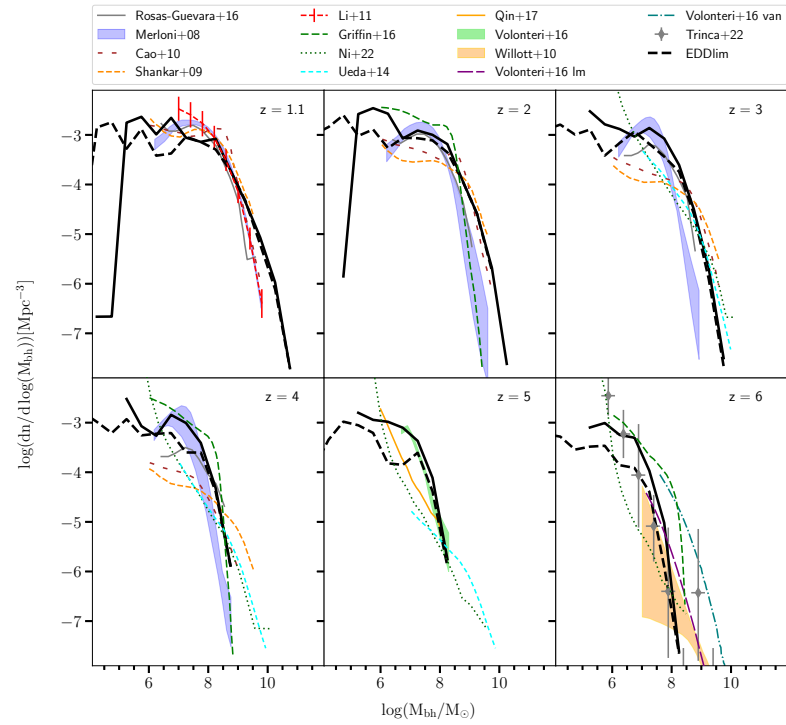 Rosas-Guevara+16 Li+11 Qin+17 Volonteri+16 van
Merloni+08 Griffin+16 Volonteri+16 Trinca+22
Cao+10 Ni+22 Willott+10 EDDlim
Shankar+09 Ueda+14 Volonteri+16 lm
z = 1.1 z = 2 z = 3
−3
−4
−5
−6
−7
log(dn/dlog(M_bh))[Mpc⁻³]
z = 4 z = 5 z = 6
−3
−4
−5
−6
−7
6 8 10 6 8 10 6 8 10
log(M_bh/M_⊙)